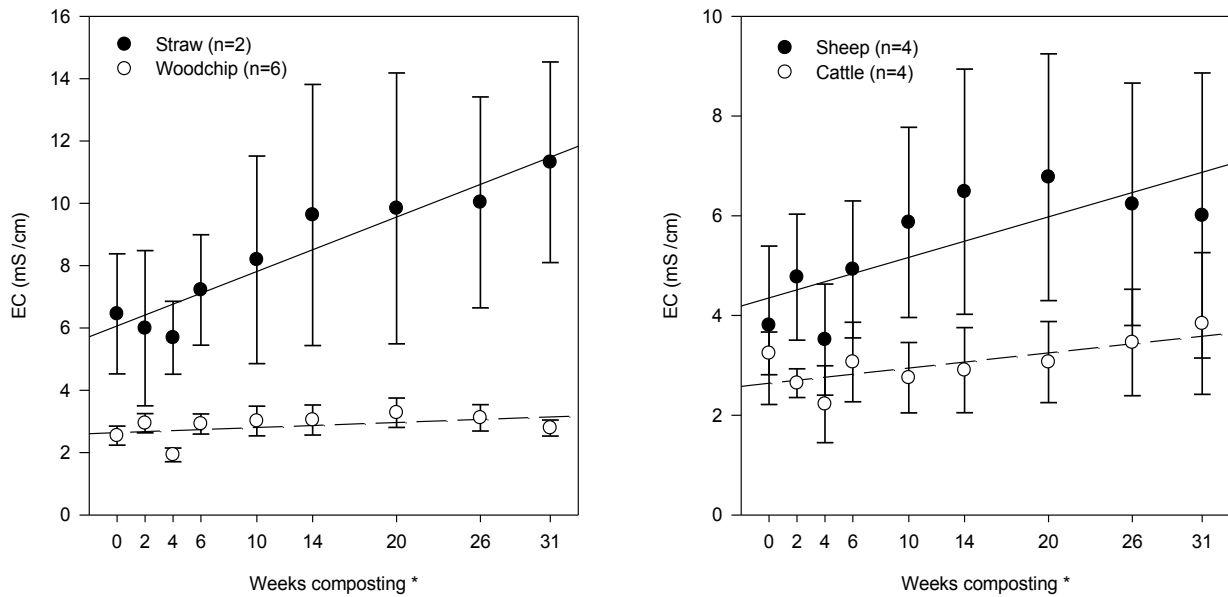 16
14
12
10
8
6
4
2
0
EC (mS /cm)
Straw (n=2)
Woodchip (n=6)
0 2 4 6 10 14 20 26 31
Weeks composting *
10
8
6
4
2
0
EC (mS /cm)
Sheep (n=4)
Cattle (n=4)
0 2 4 6 10 14 20 26 31
Weeks composting *